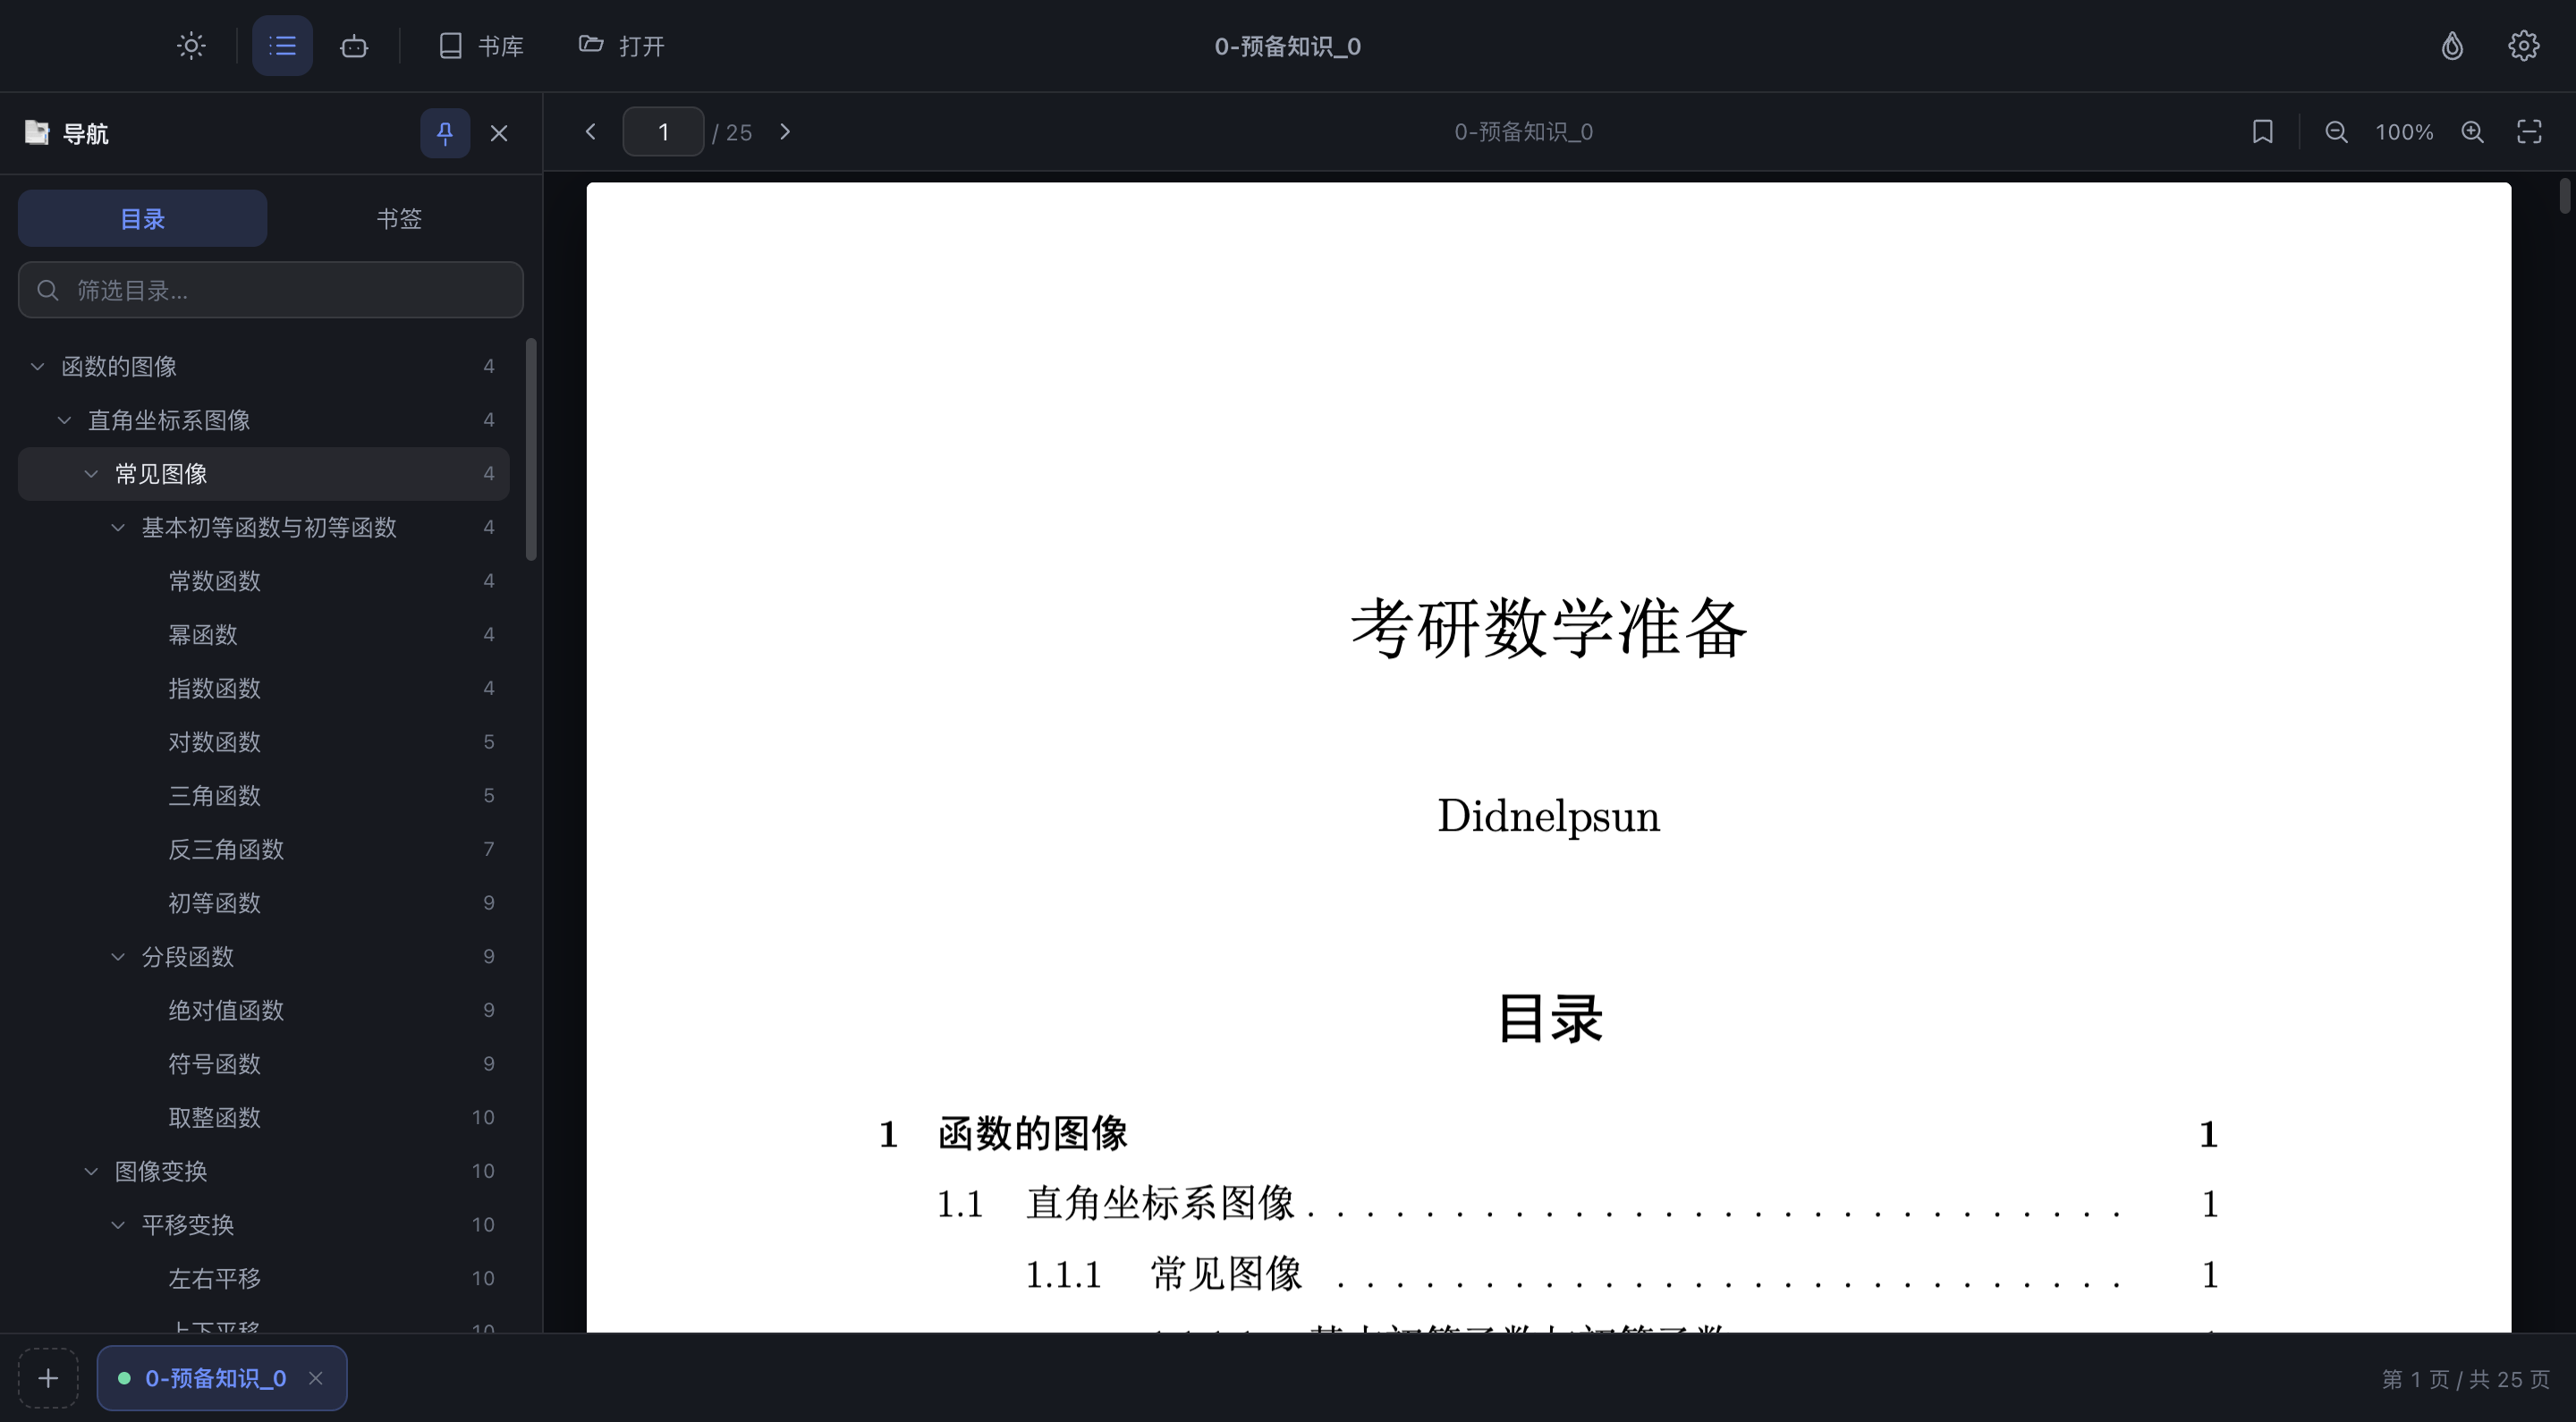 书库 打开 0-预备知识_0
导航
1 / 25 0-预备知识_0 100%
目录 书签
筛选目录...
函数的图像 4
直角坐标系图像 4
常见图像 4
基本初等函数与初等函数 4
常数函数 4
幂函数 4
指数函数 4
对数函数 5
三角函数 5
反三角函数 7
初等函数 9
分段函数 9
绝对值函数 9
符号函数 9
取整函数 10
图像变换 10
平移变换 10
左右平移 10
上下平移 10
考研数学准备
Didnelpsun
目录
1 函数的图像 1
1.1 直角坐标系图像 . . . . . . . . . . . . . . . . . . . . . . . . . . . . 1
1.1.1 常见图像 . . . . . . . . . . . . . . . . . . . . . . . . . . . 1
0-预备知识_0
第 1 页 / 共 25 页